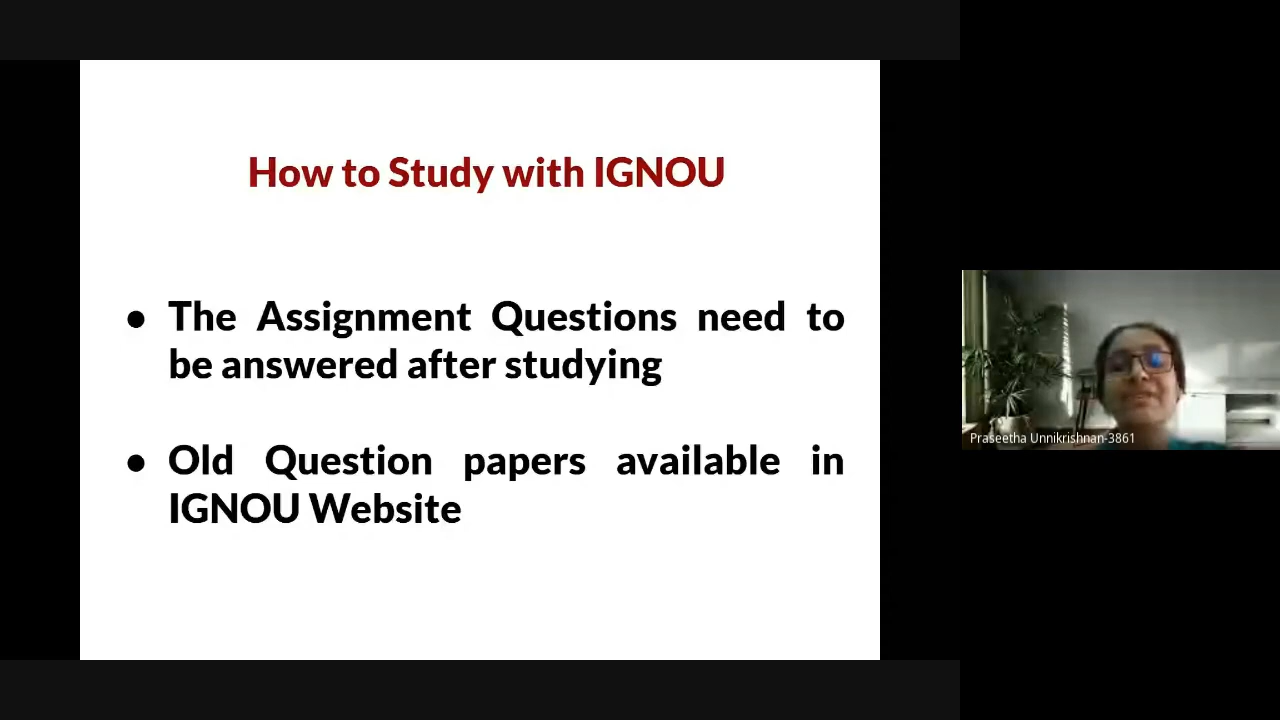 How to Study with IGNOU
● The Assignment Questions need to
be answered after studying
● Old Question papers available in
IGNOU Website
Praseetha Unnikrishnan-3861